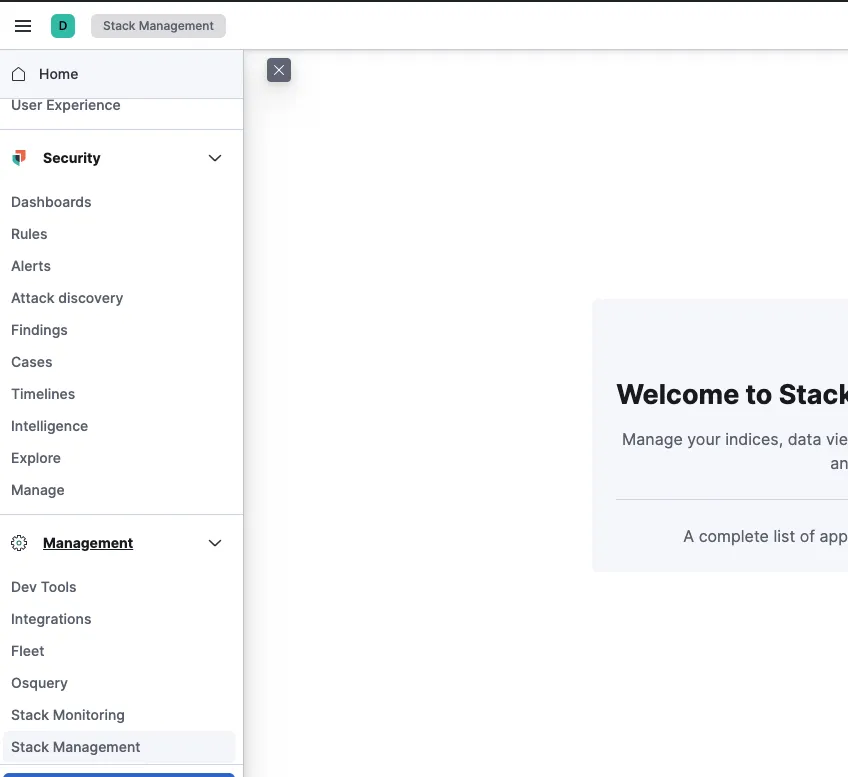 D
Stack Management
Home
User Experience
Security
Dashboards
Rules
Alerts
Attack discovery
Findings
Cases
Timelines
Intelligence
Explore
Manage
Management
Dev Tools
Integrations
Fleet
Osquery
Stack Monitoring
Stack Management
Welcome to Stack
Manage your indices, data vie
an
A complete list of app